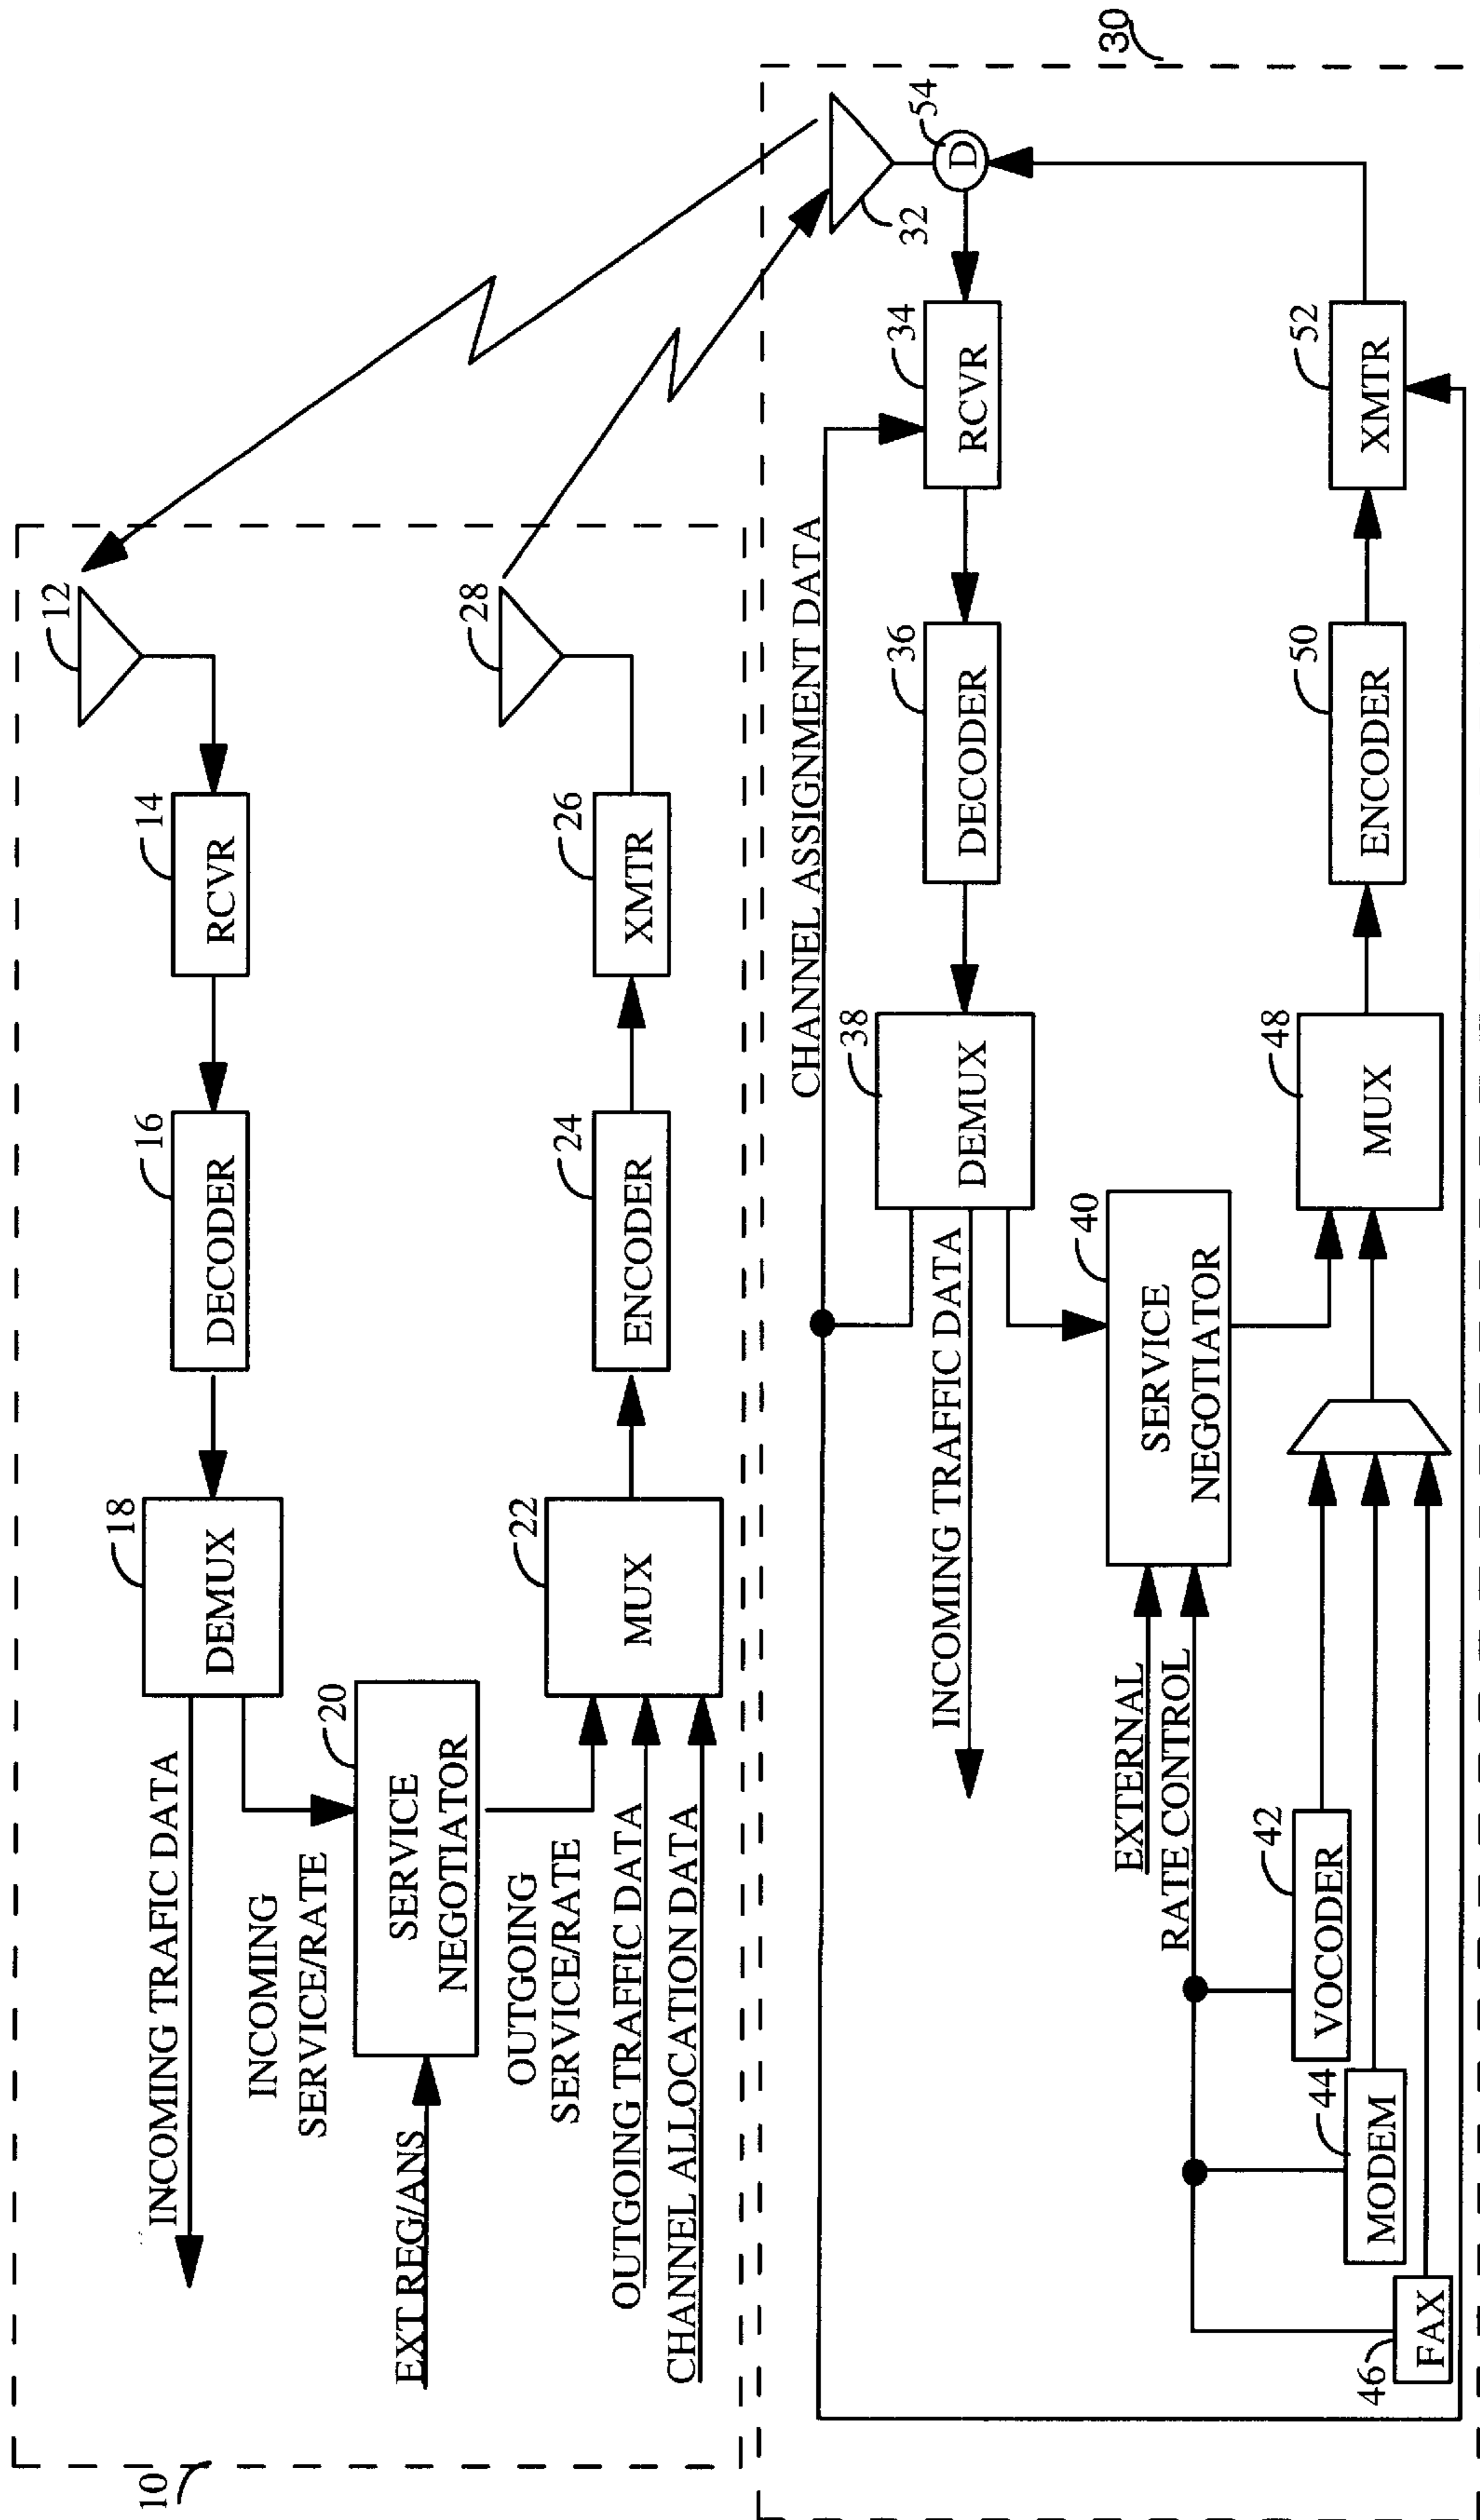 10
12
18
16
14
INCOMING TRAFFIC DATA
DEMUX
DECODER
RCVR
INCOMING
SERVICE/RATE
20
SERVICE
NEGOTIATOR
EXT REG/ANS
28
22
24
26
OUTGOING
SERVICE/RATE
OUTGOING TRAFFIC DATA
CHANNEL ALLOCATION DATA
MUX
ENCODER
XMTR
CHANNEL ASSIGNMENT DATA
30
38
36
34
32
54
D
INCOMING TRAFFIC DATA
DEMUX
DECODER
RCVR
40
EXTERNAL
RATE CONTROL
SERVICE
NEGOTIATOR
42
VOCODER
44
MODEM
46
FAX
48
50
52
MUX
ENCODER
XMTR